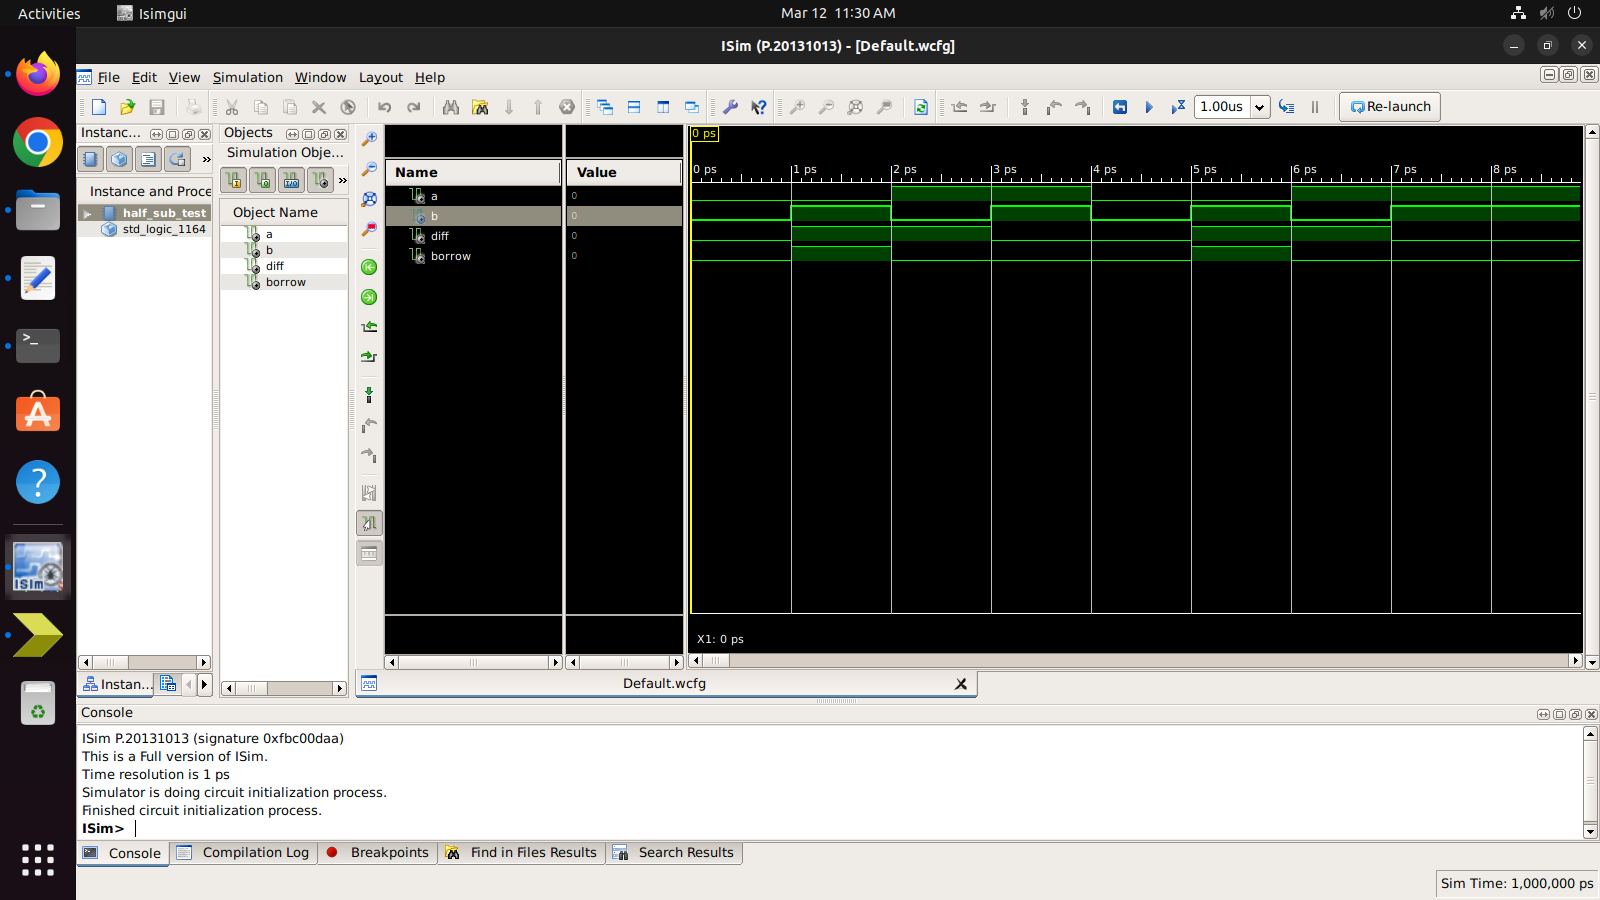 Activities
Isimgui
Mar 12 11:30 AM
ISim (P.20131013) - [Default.wcfg]
File Edit View Simulation Window Layout Help
1.00us
Re-launch
Instanc...
Instance and Proce
half_sub_test
std_logic_1164
Instan...
Objects
Simulation Obje...
Object Name
a
b
diff
borrow
Name Value
a 0
b 0
diff 0
borrow 0
0 ps
0 ps 1 ps 2 ps 3 ps 4 ps 5 ps 6 ps 7 ps 8 ps
X1: 0 ps
Default.wcfg
Console
ISim P.20131013 (signature 0xfbc00daa)
This is a Full version of ISim.
Time resolution is 1 ps
Simulator is doing circuit initialization process.
Finished circuit initialization process.
ISim>
Console Compilation Log Breakpoints Find in Files Results Search Results
Sim Time: 1,000,000 ps
ISim